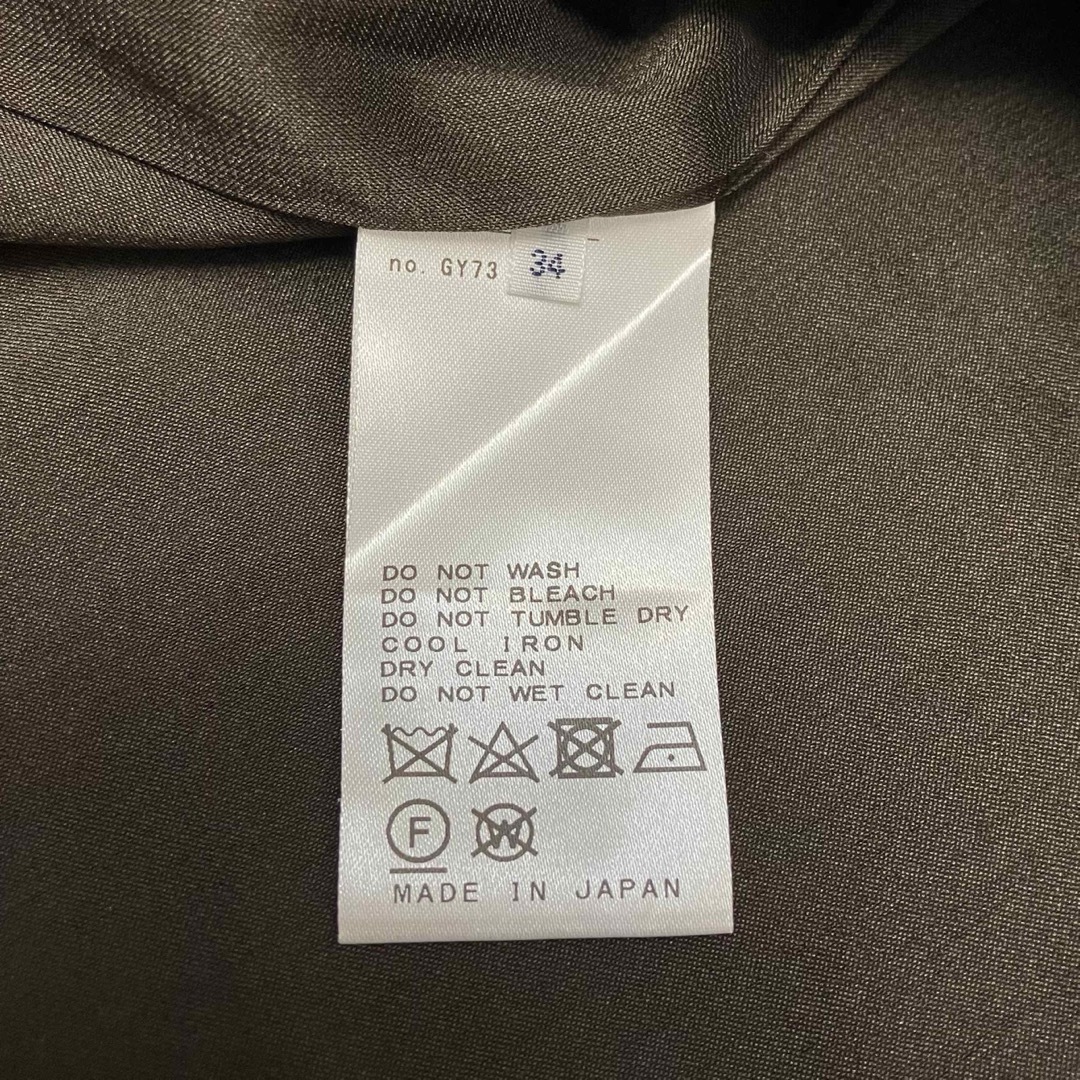 no. GY73 34
DO NOT WASH
DO NOT BLEACH
DO NOT TUMBLE DRY
COOL IRON
DRY CLEAN
DO NOT WET CLEAN
F W
MADE IN JAPAN